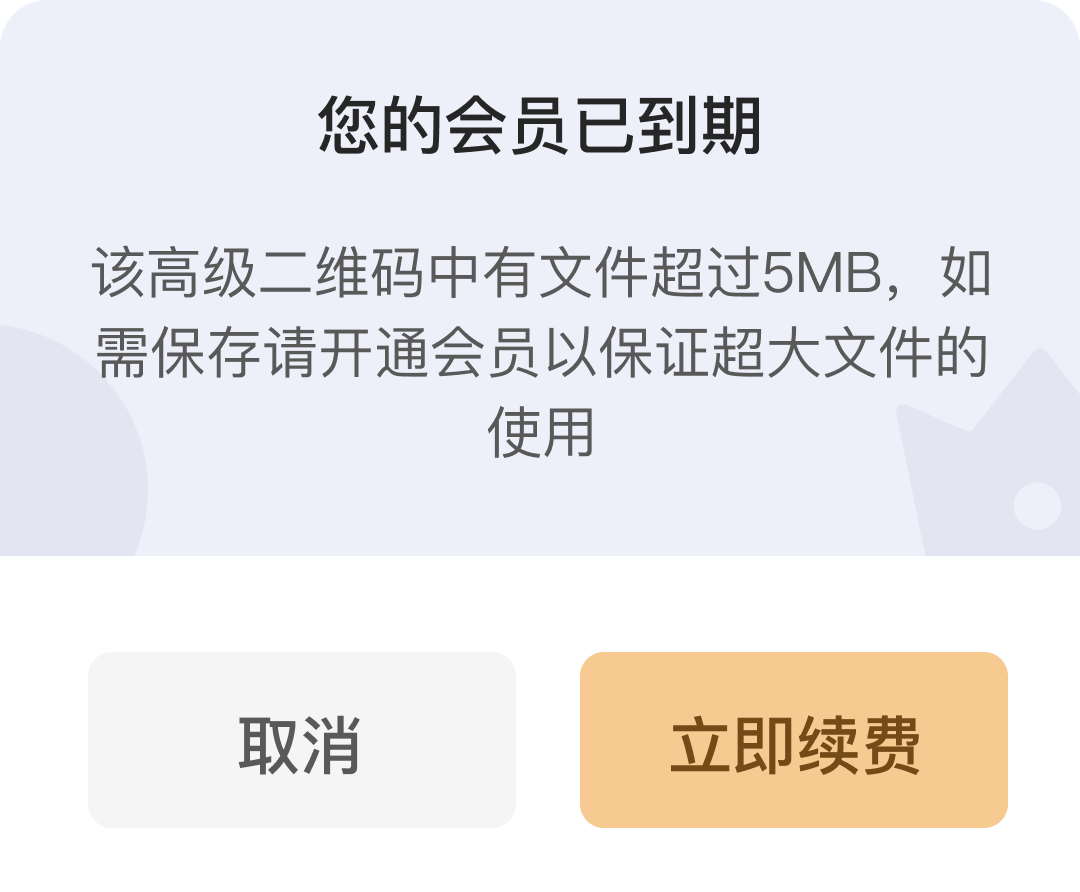 您的会员已到期
该高级二维码中有文件超过5MB，如
需保存请开通会员以保证超大文件的
使用
取消
立即续费